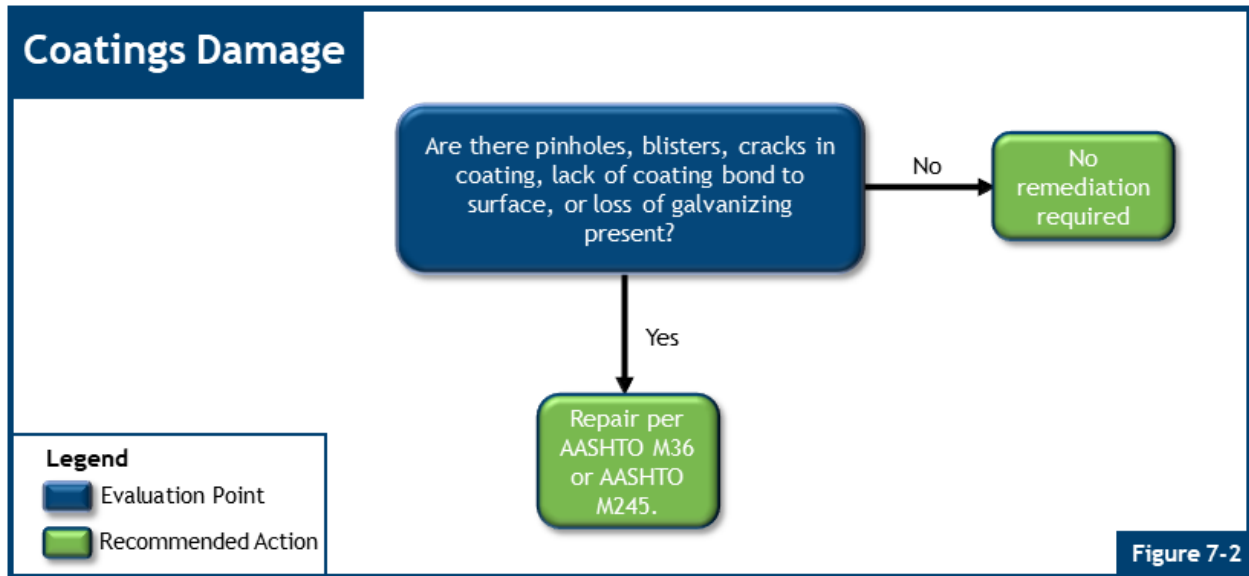 Coatings Damage
Are there pinholes, blisters, cracks in
coating, lack of coating bond to
surface, or loss of galvanizing
present?
No
No
remediation
required
Yes
Repair per
AASHTO M36
or AASHTO
M245.
Legend
Evaluation Point
Recommended Action
Figure 7-2